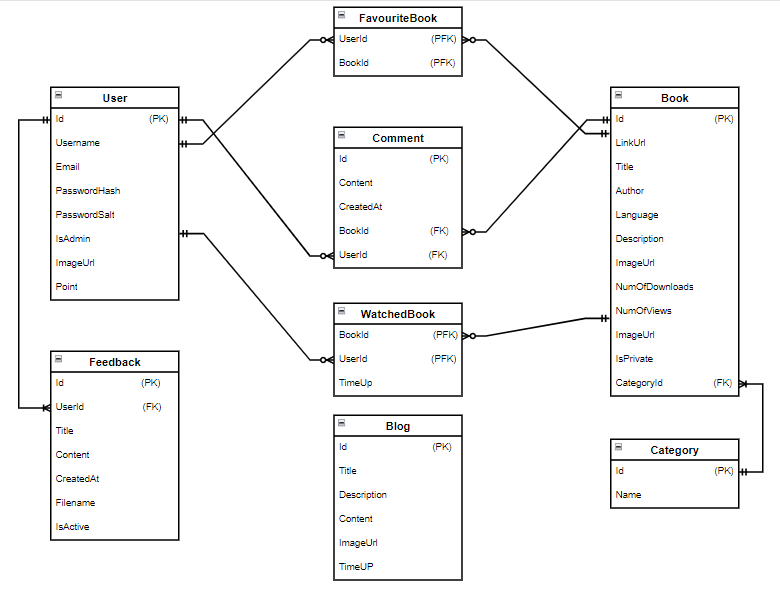 FavouriteBook
UserId (PFK)
BookId (PFK)
User
Id (PK)
Username
Email
PasswordHash
PasswordSalt
IsAdmin
ImageUrl
Point
Comment
Id (PK)
Content
CreatedAt
BookId (FK)
UserId (FK)
Book
Id (PK)
LinkUrl
Title
Author
Language
Description
ImageUrl
NumOfDownloads
NumOfViews
ImageUrl
IsPrivate
CategoryId (FK)
WatchedBook
BookId (PFK)
UserId (PFK)
TimeUp
Feedback
Id (PK)
UserId (FK)
Title
Content
CreatedAt
Filename
IsActive
Blog
Id (PK)
Title
Description
Content
ImageUrl
TimeUP
Category
Id (PK)
Name